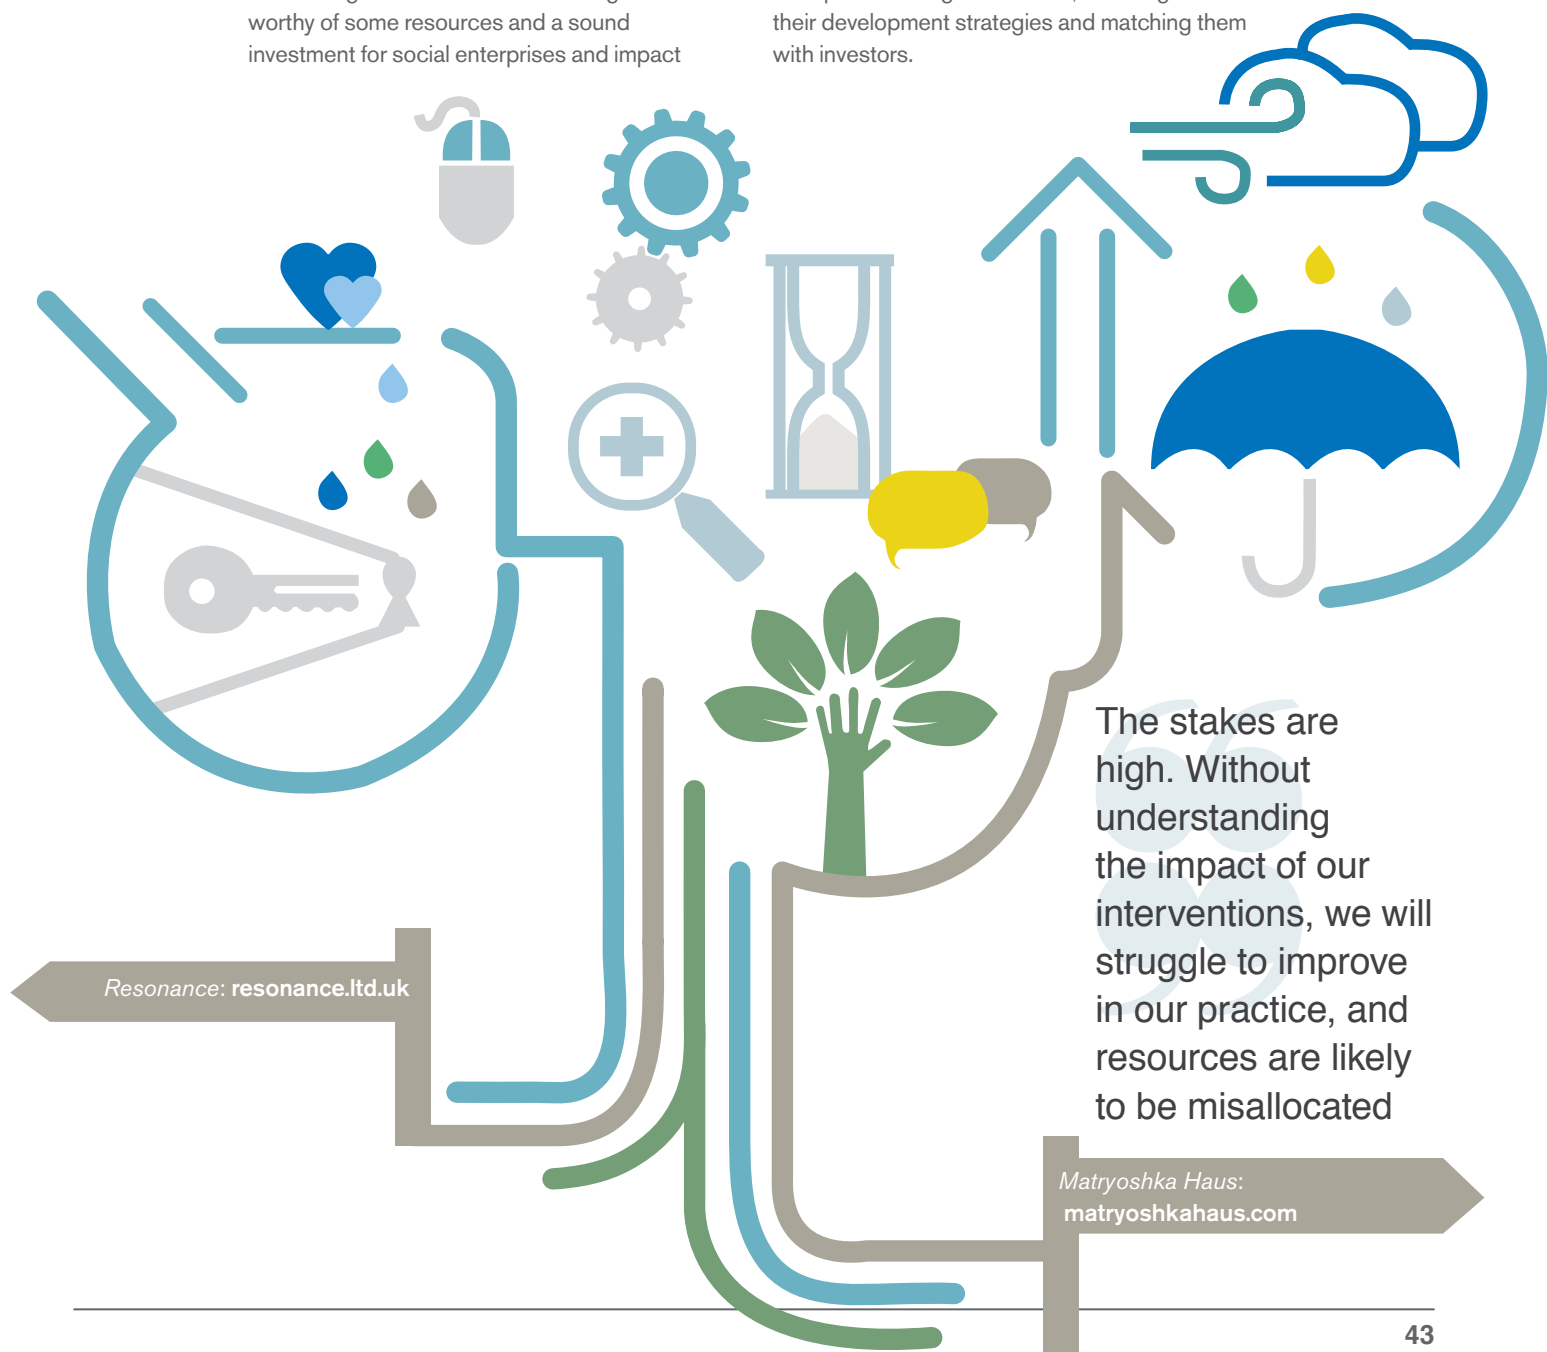 worthy of some resources and a sound
investment for social enterprises and impact
their development strategies and matching them
with investors.
The stakes are
high. Without
understanding
the impact of our
interventions, we will
struggle to improve
in our practice, and
resources are likely
to be misallocated
Resonance: resonance.ltd.uk
Matryoshka Haus:
matryoshkahaus.com
43